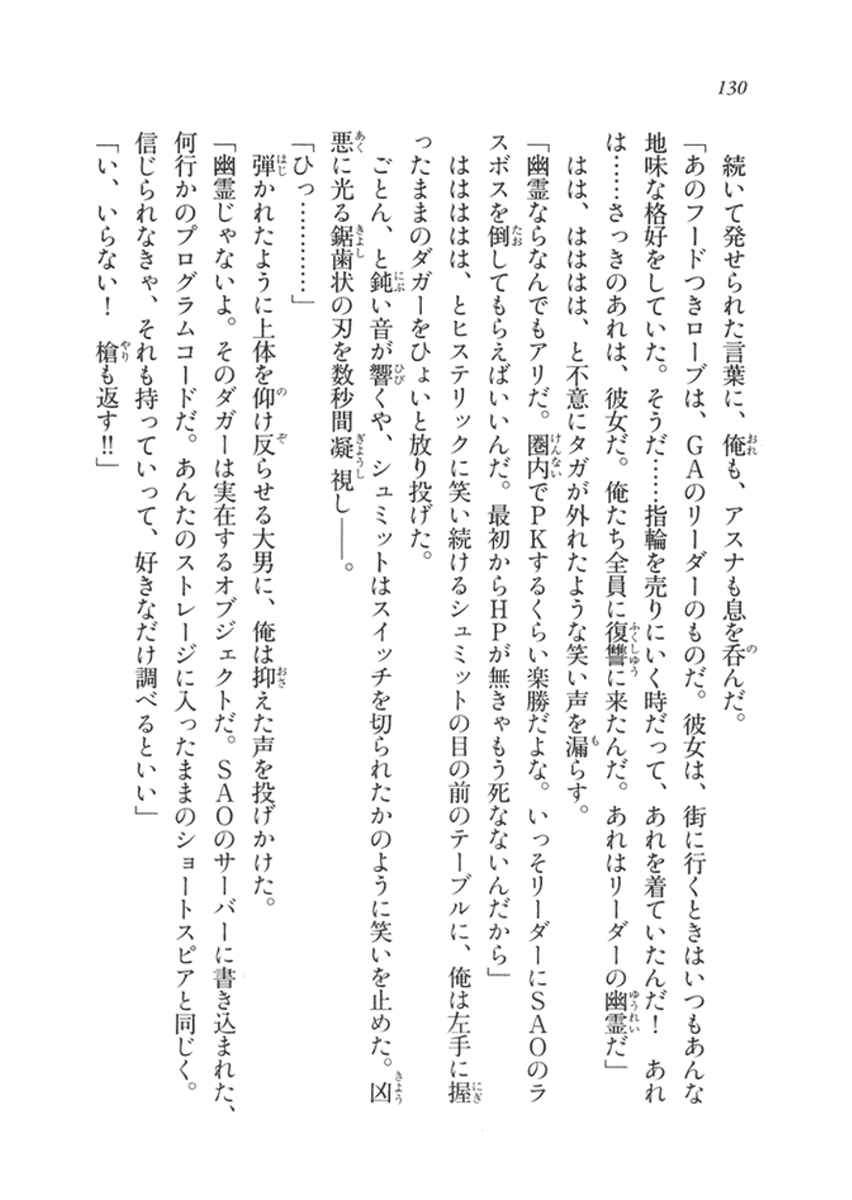 130
続いて発せられた言葉に、俺も、アスナも息を呑んだ。
「あのフードつきローブは、ＧＡのリーダーのものだ。彼女は、街に行くときはいつもあんな
地味な格好をしていた。そうだ……指輪を売りにいく時だって、あれを着ていたんだ！　あれ
は……さっきのあれは、彼女だ。俺たち全員に復讐に来たんだ。あれはリーダーの幽霊だ」
はは、はははは、と不意にタガが外れたような笑い声を漏らす。
「幽霊ならなんでもアリだ。圏内でＰＫするくらい楽勝だよな。いっそリーダーにＳＡＯのラ
スボスを倒してもらえばいいんだ。最初からＨＰが無きゃもう死なないんだから」
はははははは、とヒステリックに笑い続けるシュミットの目の前のテーブルに、俺は左手に握
ったままのダガーをひょいと放り投げた。
ごとん、と鈍い音が響くや、シュミットはスイッチを切られたかのように笑いを止めた。凶
悪に光る鋸歯状の刃を数秒間凝視し――。
「ひっ…………」
弾かれたように上体を仰け反らせる大男に、俺は抑えた声を投げかけた。
「幽霊じゃないよ。そのダガーは実在するオブジェクトだ。ＳＡＯのサーバーに書き込まれた、
何行かのプログラムコードだ。あんたのストレージに入ったままのショートスピアと同じく。
信じられなきゃ、それも持っていって、好きなだけ調べるといい」
「い、いらない！　槍も返す!!」